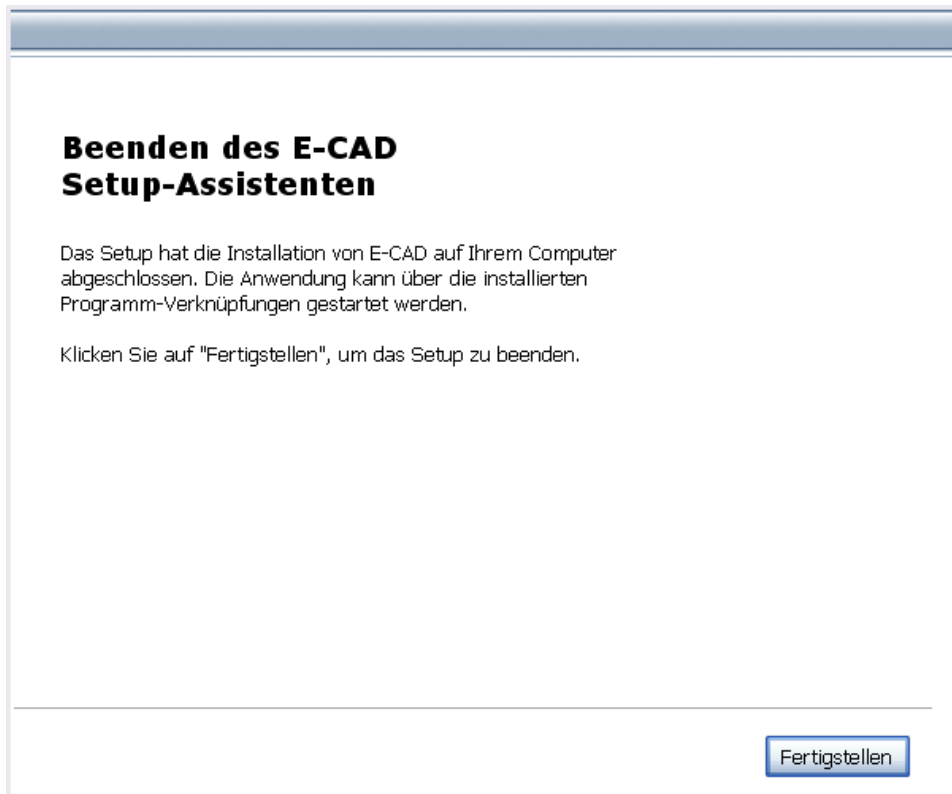 Beenden des E-CAD
Setup-Assistenten
Das Setup hat die Installation von E-CAD auf Ihrem Computer
abgeschlossen. Die Anwendung kann über die installierten
Programm-Verknüpfungen gestartet werden.
Klicken Sie auf "Fertigstellen", um das Setup zu beenden.
Fertigstellen